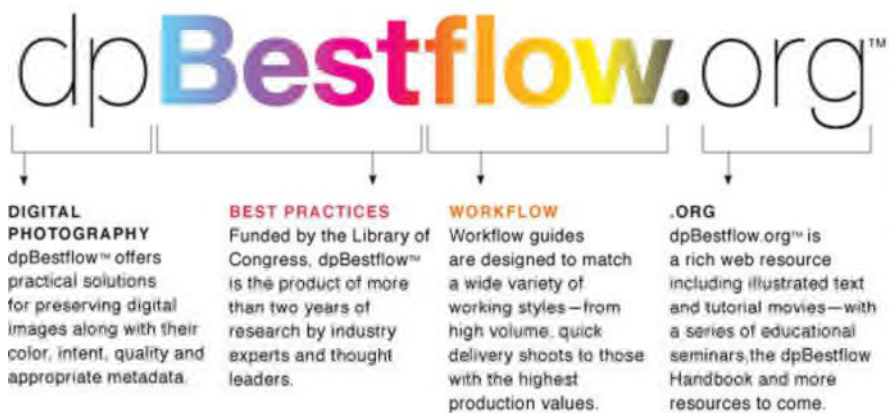 dpBestflow.org™
DIGITAL
PHOTOGRAPHY
dpBestflow™ offers
practical solutions
for preserving digital
images along with their
color, intent, quality and
appropriate metadata.
BEST PRACTICES
Funded by the Library of
Congress, dpBestflow™
is the product of more
than two years of
research by industry
experts and thought
leaders.
WORKFLOW
Workflow guides
are designed to match
a wide variety of
working styles—from
high volume, quick
delivery shoots to those
with the highest
production values.
.ORG
dpBestflow.org™ is
a rich web resource
including illustrated text
and tutorial movies—with
a series of educational
seminars,the dpBestflow
Handbook and more
resources to come.